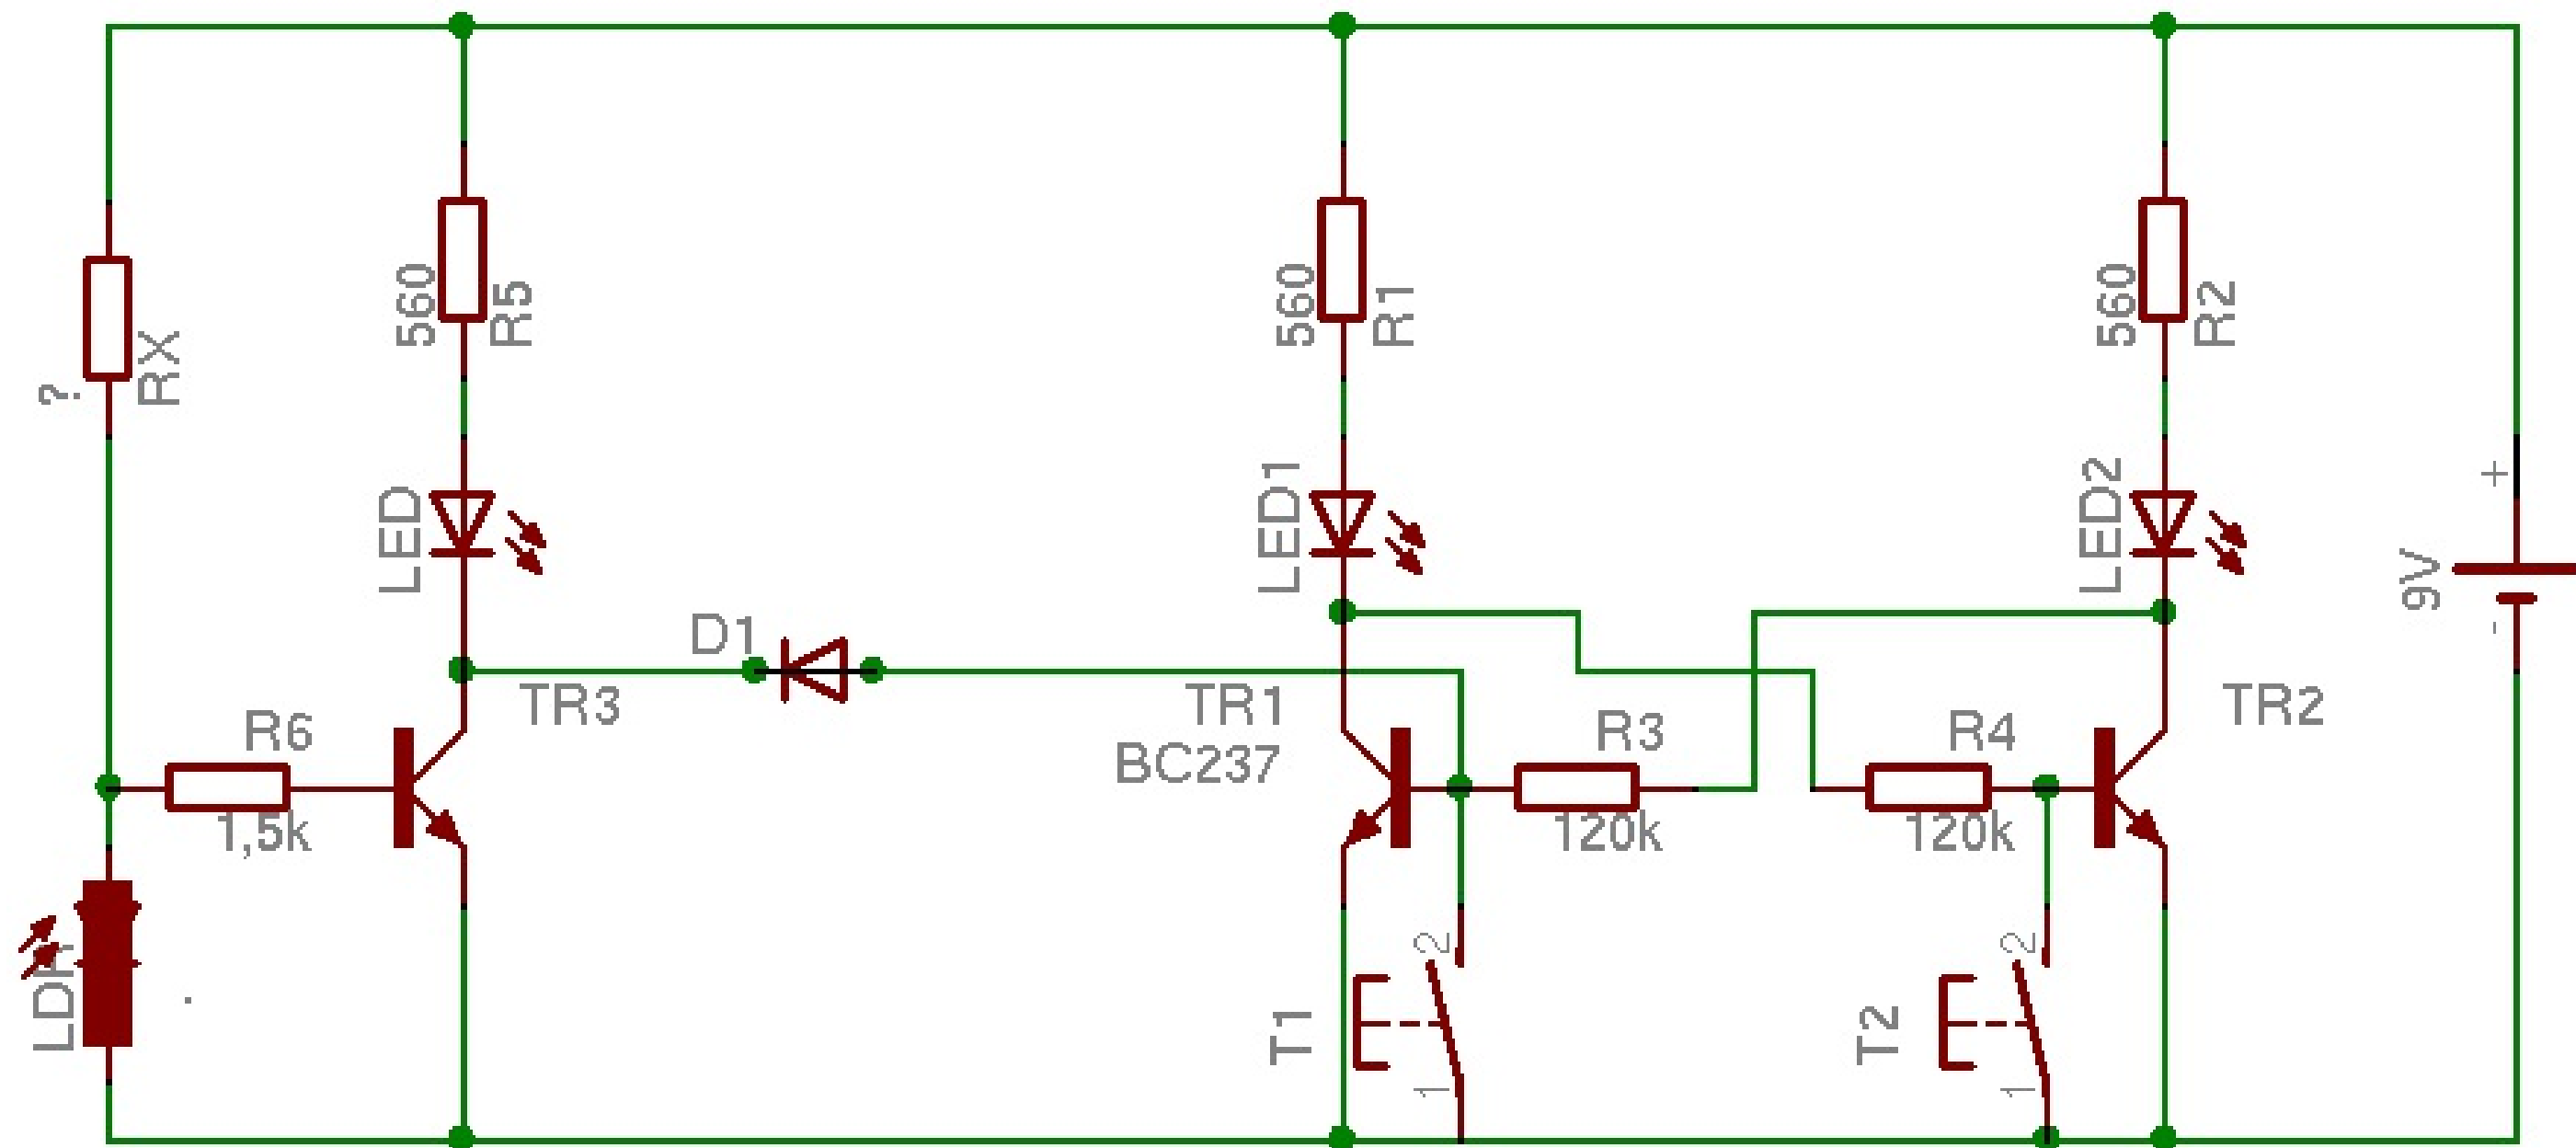 ?
RX
560
R5
560
R1
560
R2
LED
LED1
LED2
9V
+
-
D1
TR3
TR1
BC237
TR2
R6
1,5k
R3
120k
R4
120k
LDR
T1
2
1
T2
2
1